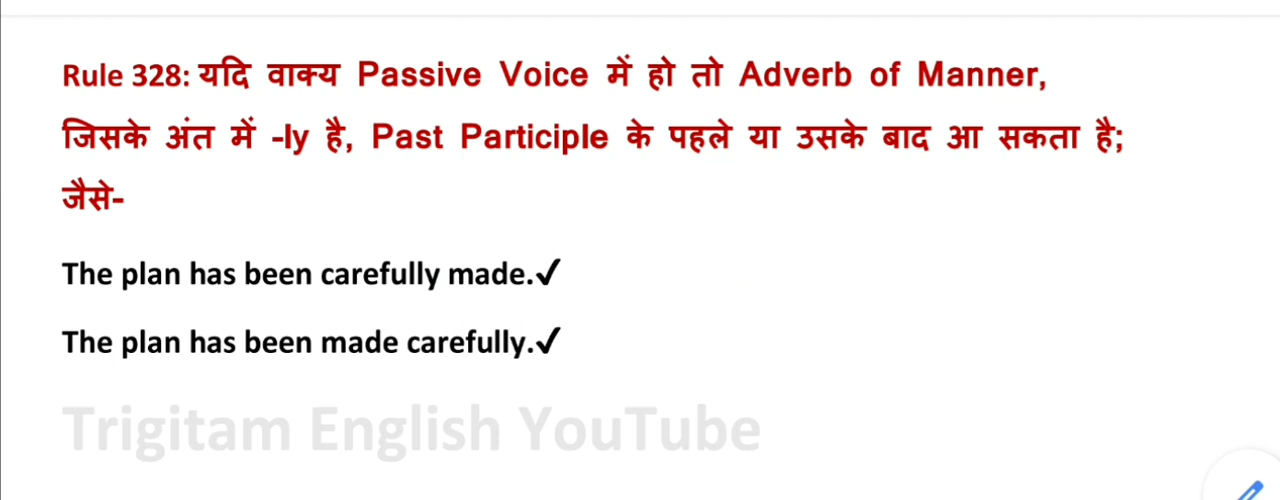 Rule 328: यदि वाक्य Passive Voice में हो तो Adverb of Manner,
जिसके अंत में -ly है, Past Participle के पहले या उसके बाद आ सकता है;
जैसे-
The plan has been carefully made.✓
The plan has been made carefully.✓
Trigitam English YouTube